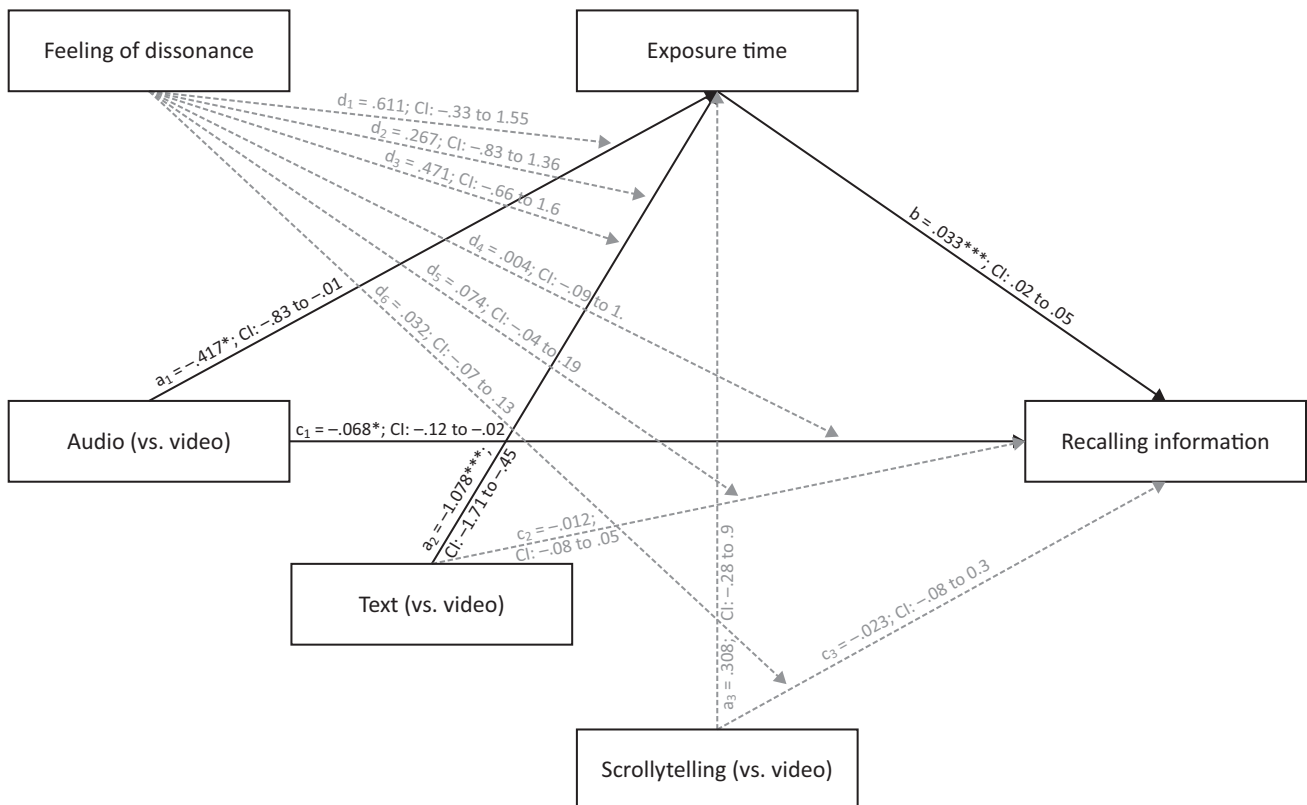 Feeling of dissonance
Exposure time
d₁ = .611; CI: –.33 to 1.55
d₂ = .267; CI: –.83 to 1.36
d₃ = .471; CI: –.66 to 1.6
d₄ = .004; CI: –.09 to 1.
d₅ = .074; CI: –.04 to .19
d₆ = .032; CI: –.07 to .13
b = .033***; CI: .02 to .05
a₁ = –.417*; CI: –.83 to –.01
Audio (vs. video)
c₁ = –.068*; CI: –.12 to –.02
Recalling information
a₂ = –1.078***;
CI: –1.71 to –.45
c₂ = –.012;
CI: –.08 to .05
Text (vs. video)
a₃ = .308; CI: –.28 to .9
c₃ = –.023; CI: –.08 to 0.3
Scrollytelling (vs. video)